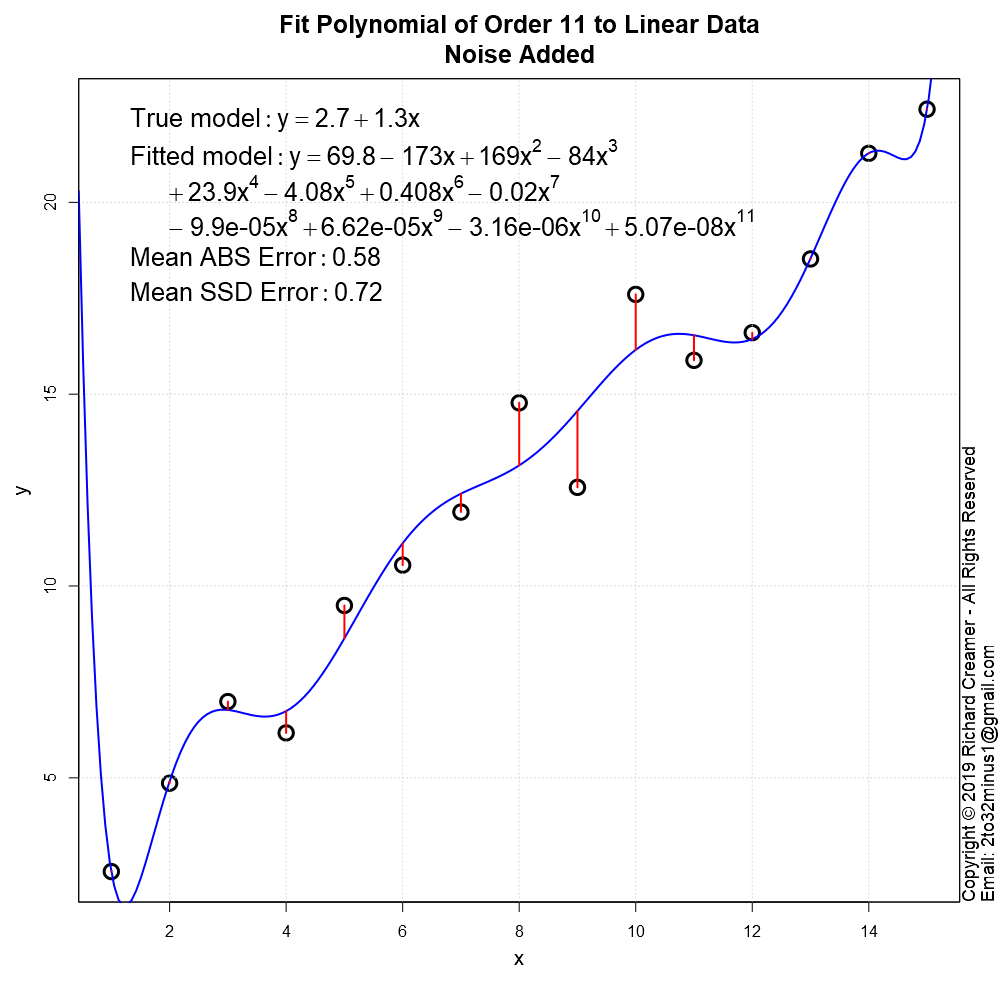 Fit Polynomial of Order 11 to Linear Data
Noise Added
True model: y = 2.7 + 1.3x
Fitted model: y = 69.8 − 173x + 169x² − 84x³
+ 23.9x⁴ − 4.08x⁵ + 0.408x⁶ − 0.02x⁷
− 9.9e-05x⁸ + 6.62e-05x⁹ − 3.16e-06x¹⁰ + 5.07e-08x¹¹
Mean ABS Error: 0.58
Mean SSD Error: 0.72
20
15
10
5
y
2 4 6 8 10 12 14
x
Copyright © 2019 Richard Creamer - All Rights Reserved
Email: 2to32minus1@gmail.com